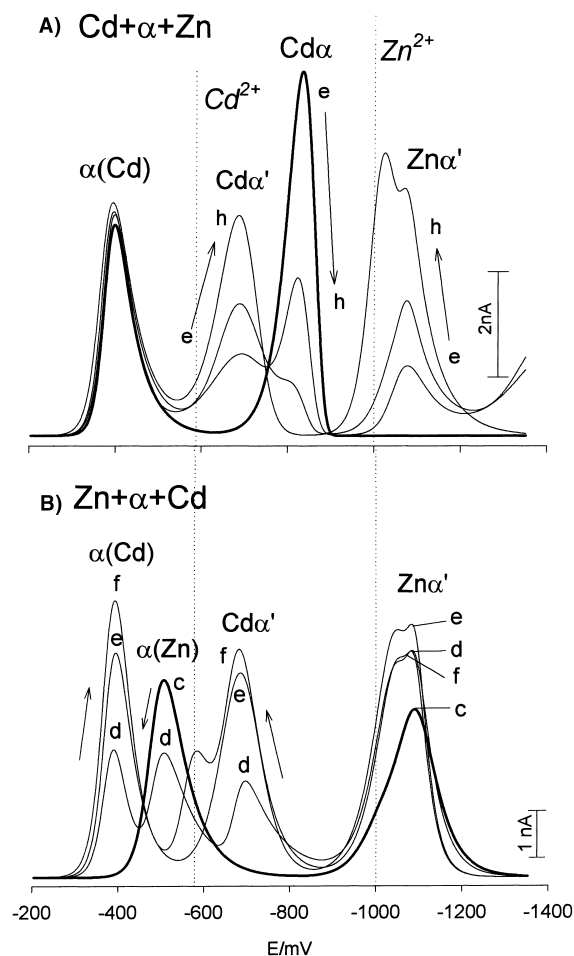 A) Cd+α+Zn
Cdα
Zn²⁺
e
Cd²⁺
α(Cd)
Cdα'
Znα'
h
h
e
h
e
2nA
B) Zn+α+Cd
α(Cd)
f
Znα'
α(Zn)
Cdα'
e
e
f
d
c
e
f
d
d
d
c
1 nA
-200 -400 -600 -800 -1000 -1200 -1400
E/mV